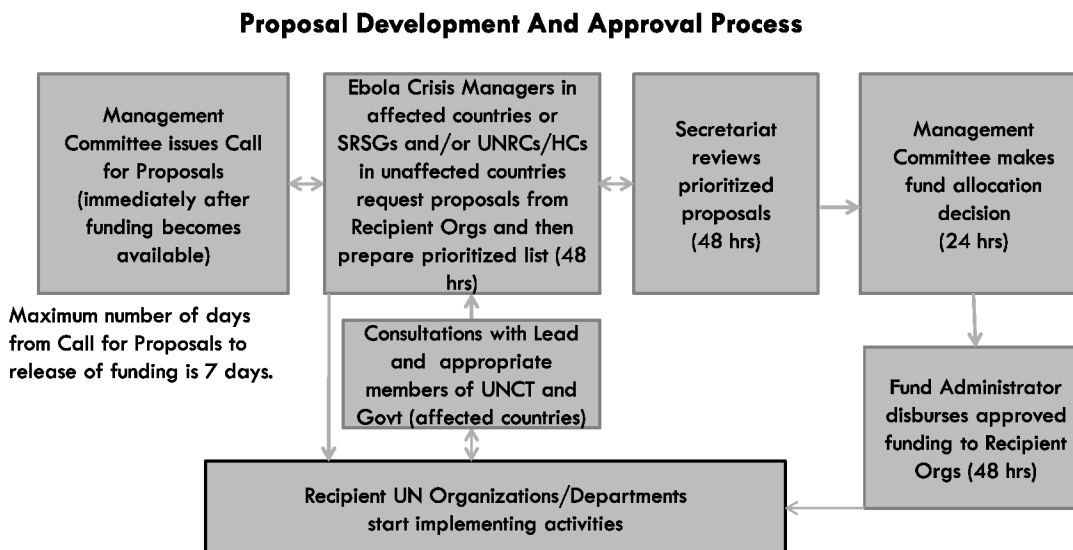 Proposal Development And Approval Process
Management
Committee issues Call
for Proposals
(immediately after
funding becomes
available)
Ebola Crisis Managers in
affected countries or
SRSGs and/or UNRCs/HCs
in unaffected countries
request proposals from
Recipient Orgs and then
prepare prioritized list (48
hrs)
Secretariat
reviews
prioritized
proposals
(48 hrs)
Management
Committee makes
fund allocation
decision
(24 hrs)
Maximum number of days
from Call for Proposals to
release of funding is 7 days.
Consultations with Lead
and appropriate
members of UNCT and
Govt (affected countries)
Fund Administrator
disburses approved
funding to Recipient
Orgs (48 hrs)
Recipient UN Organizations/Departments
start implementing activities